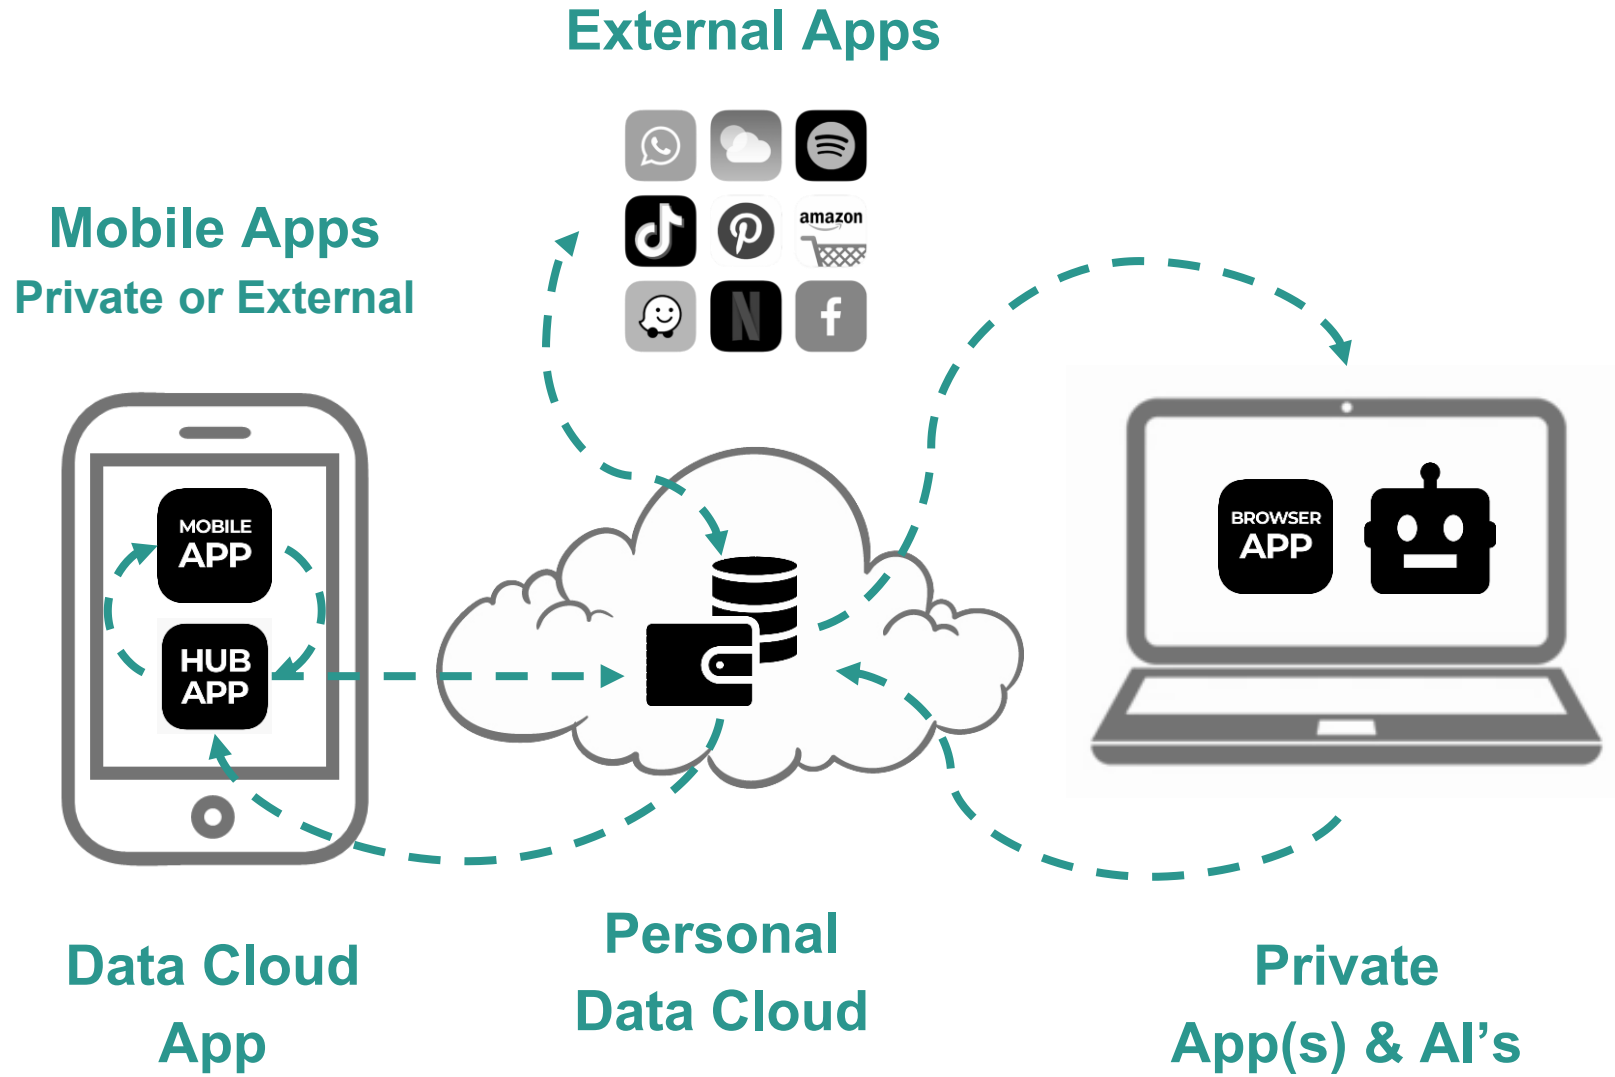 External Apps
amazon
Mobile Apps
Private or External
MOBILE
APP
HUB
APP
BROWSER
APP
Data Cloud
App
Personal
Data Cloud
Private
App(s) & AI’s